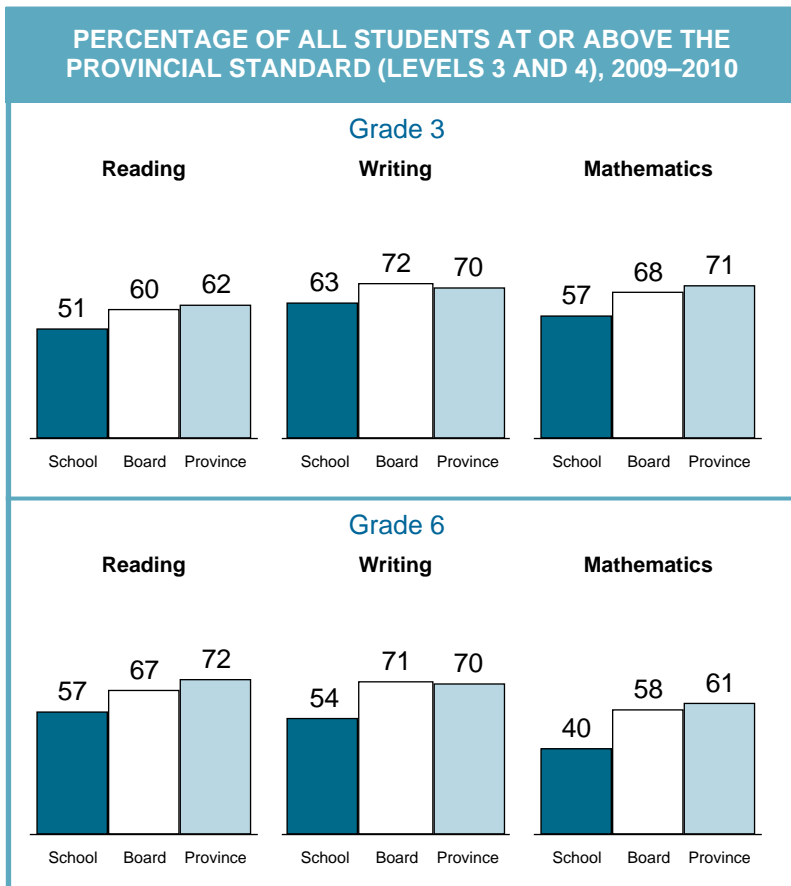 PERCENTAGE OF ALL STUDENTS AT OR ABOVE THE
PROVINCIAL STANDARD (LEVELS 3 AND 4), 2009–2010
Grade 3
Reading Writing Mathematics
51 60 62 63 72 70 57 68 71
School Board Province School Board Province School Board Province
Grade 6
Reading Writing Mathematics
57 67 72 54 71 70 40 58 61
School Board Province School Board Province School Board Province